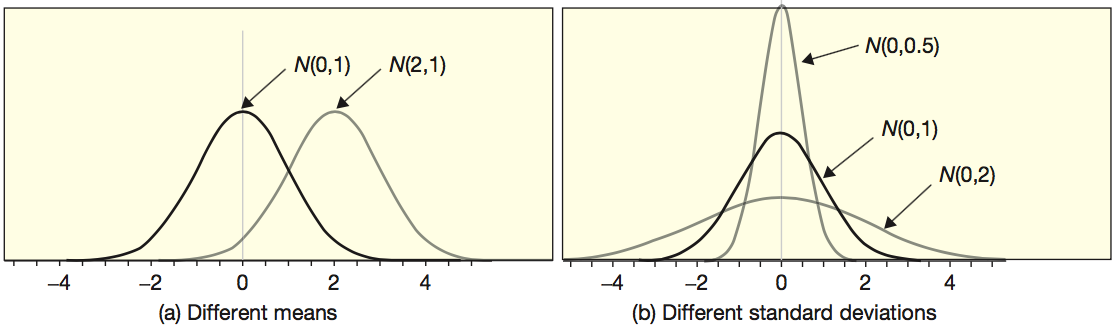 N(0,1)
N(2,1)
−4
−2
0
2
4
(a) Different means
N(0,0.5)
N(0,1)
N(0,2)
−4
−2
0
2
4
(b) Different standard deviations